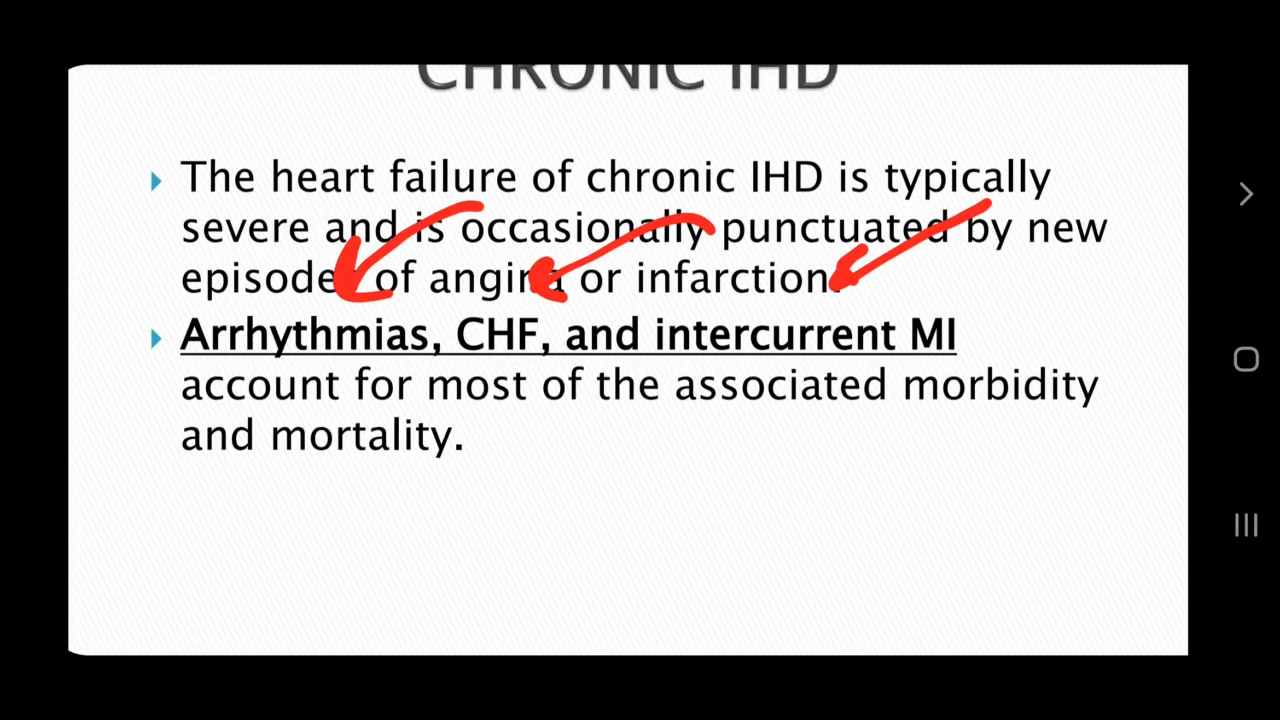 CHRONIC IHD
The heart failure of chronic IHD is typically
severe and is occasionally punctuated by new
episodes of angina or infarction.
Arrhythmias, CHF, and intercurrent MI
account for most of the associated morbidity
and mortality.